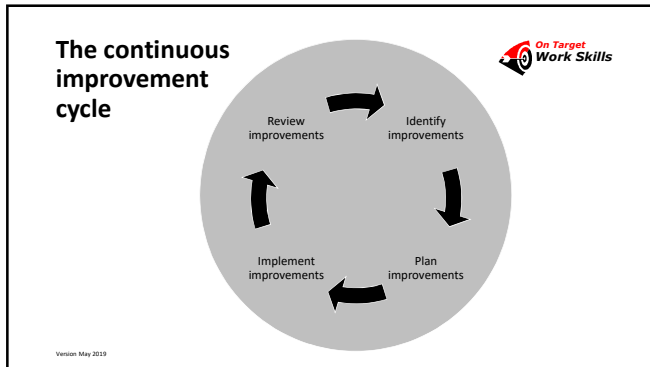 The continuous
improvement
cycle
On Target
Work Skills
Review
improvements
Identify
improvements
Implement
improvements
Plan
improvements
Version May 2019